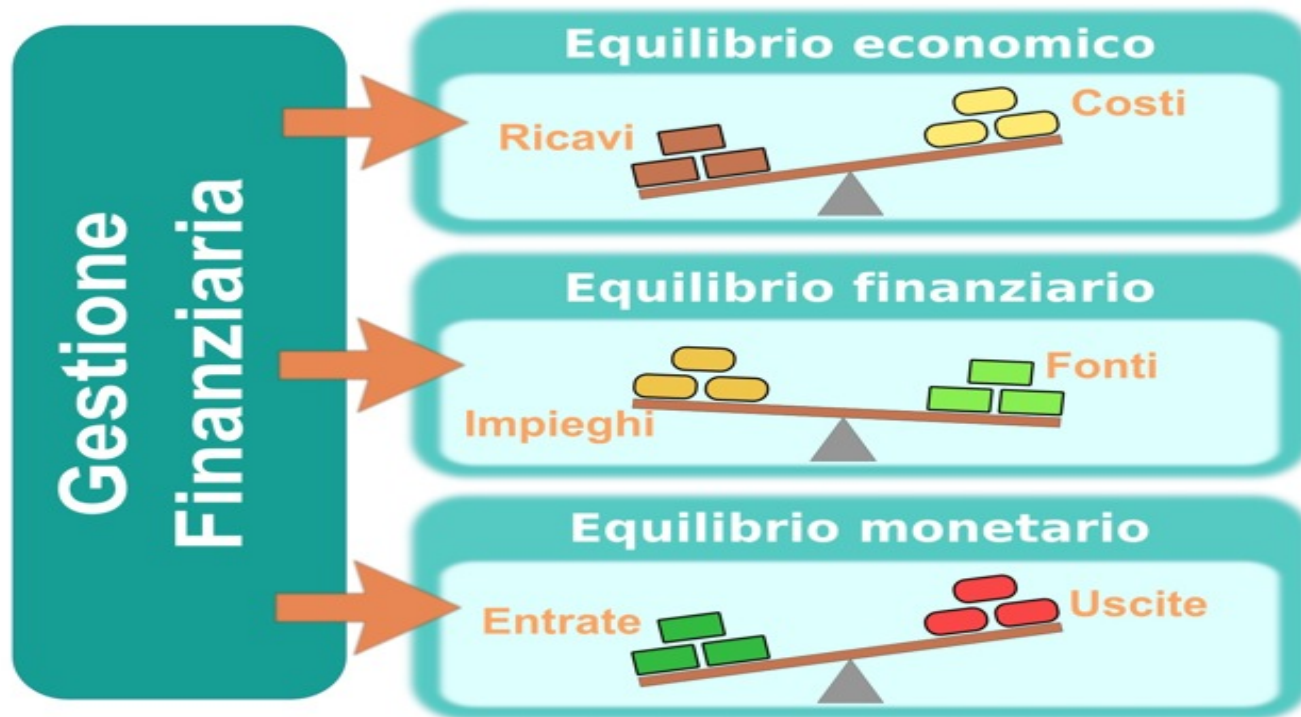 Gestione
Finanziaria
Equilibrio economico
Ricavi
Costi
Equilibrio finanziario
Impieghi
Fonti
Equilibrio monetario
Entrate
Uscite